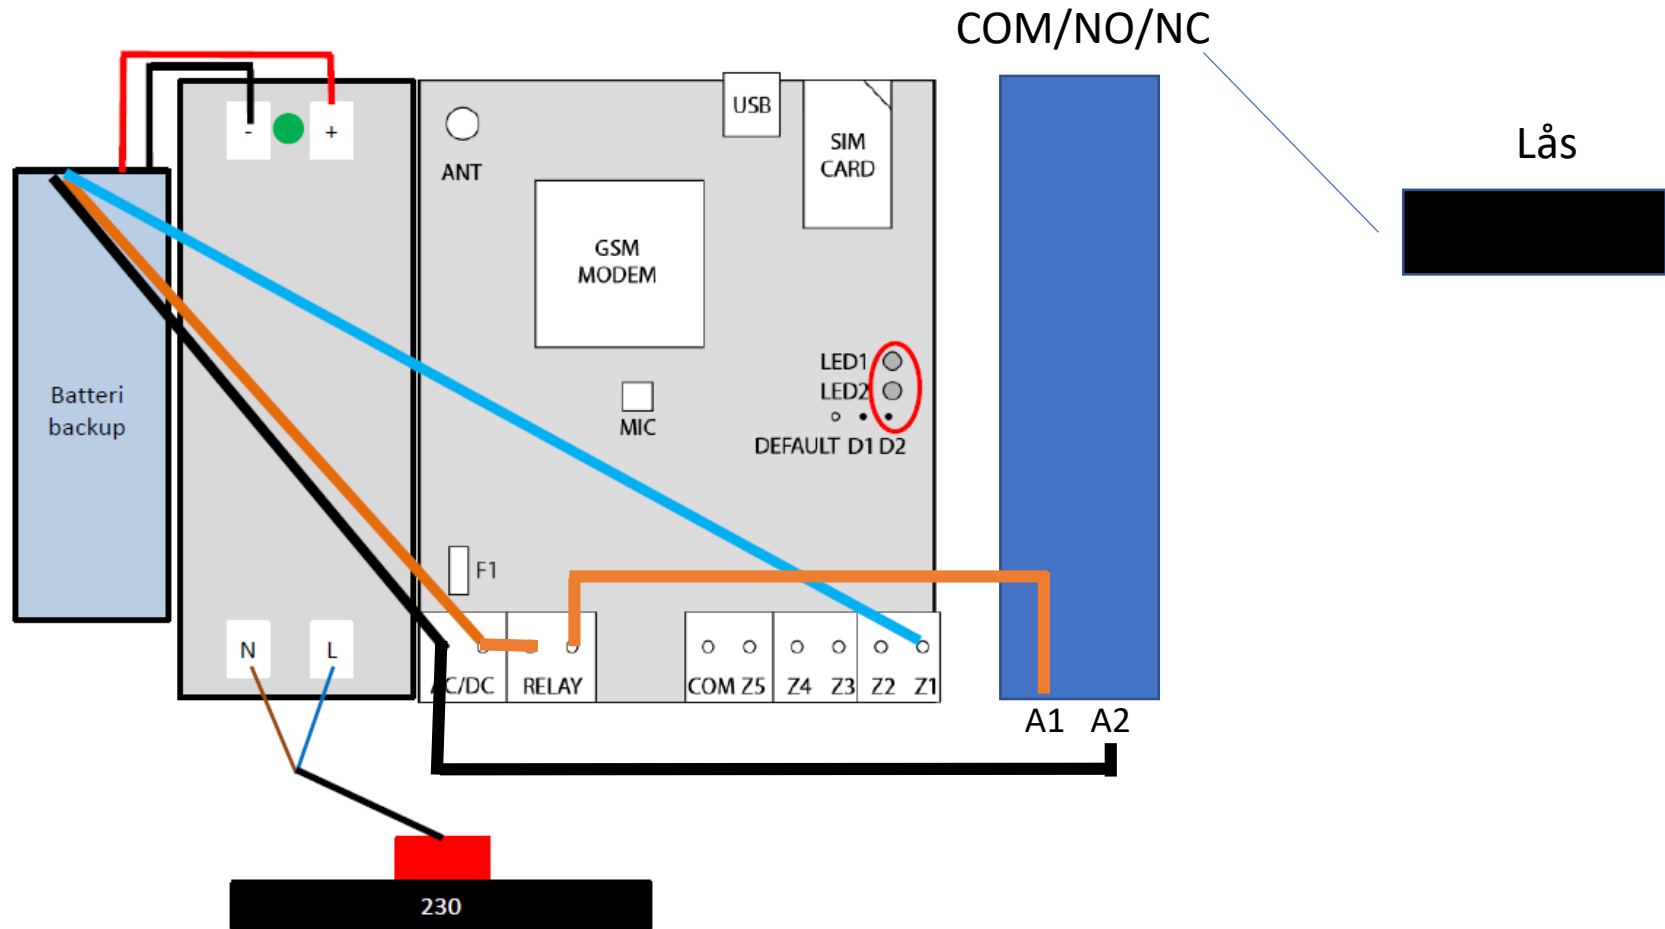 COM/NO/NC
Lås
- +
USB
SIM
CARD
ANT
GSM
MODEM
LED1
LED2
MIC
DEFAULT D1 D2
Batteri
backup
F1
N L
AC/DC RELAY COM Z5 Z4 Z3 Z2 Z1
A1 A2
230